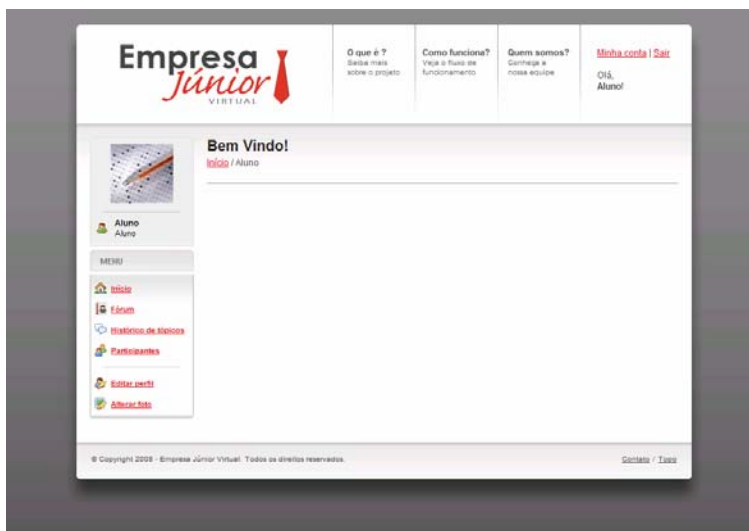 Empresa
Júnior
VIRTUAL
O que é ?
Saiba mais
sobre o projeto
Como funciona?
Veja o fluxo de
funcionamento
Quem somos?
Conheça a
nossa equipe
Minha conta | Sair
Olá,
Aluno!
Bem Vindo!
Início / Aluno
Aluno
Aluno
MENU
Início
Fórum
Histórico de tópicos
Participantes
Editar perfil
Alterar foto
© Copyright 2008 - Empresa Júnior Virtual. Todos os direitos reservados.
Contato / Topo